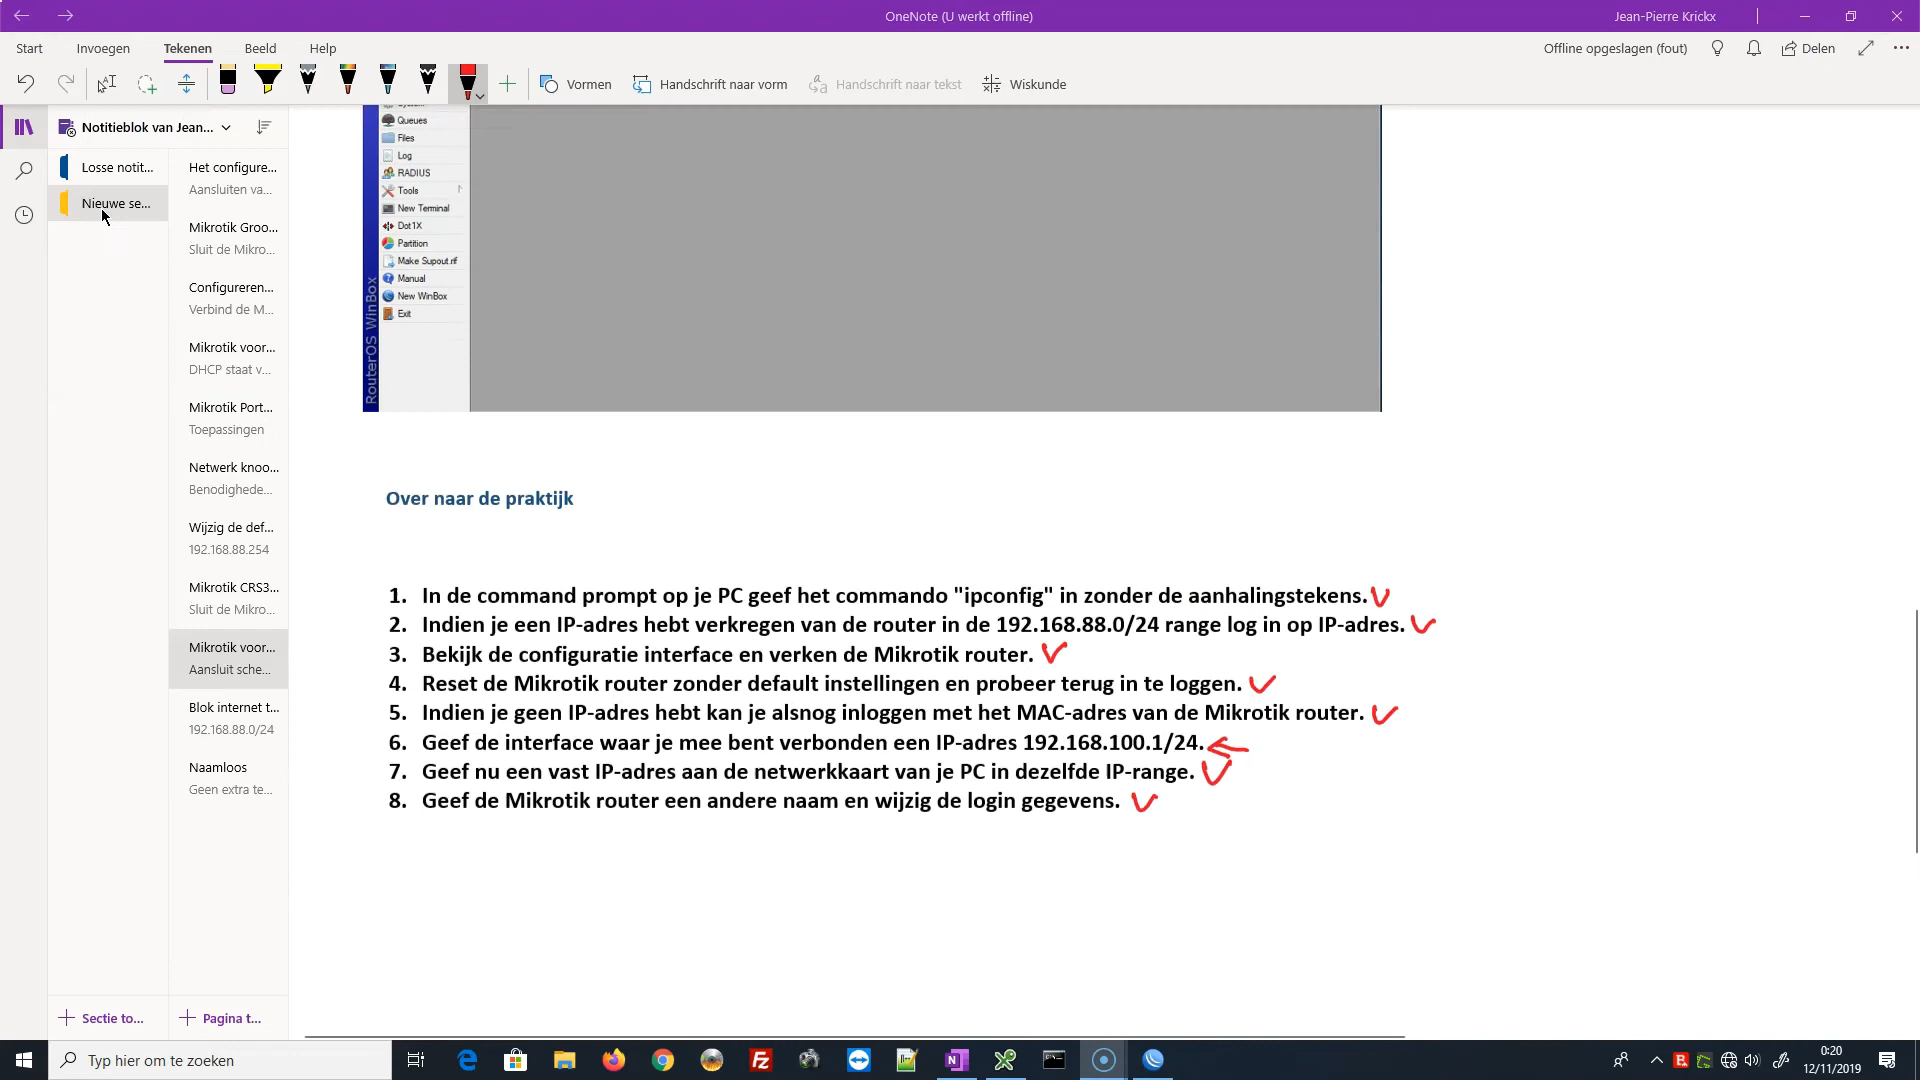 OneNote (U werkt offline)
Jean-Pierre Krickx
Start
Invoegen
Tekenen
Beeld
Help
Offline opgeslagen (fout)
Delen
Vormen
Handschrift naar vorm
Handschrift naar tekst
Wiskunde
Notitieblok van Jean...
Losse notit...
Nieuwe se...
Het configure...
Aansluiten va...
Mikrotik Groo...
Sluit de Mikro...
Configureren...
Verbind de M...
Mikrotik voor...
DHCP staat v...
Mikrotik Port...
Toepassingen
Netwerk knoo...
Benodighede...
Wijzig de def...
192.168.88.254
Mikrotik CRS3...
Sluit de Mikro...
Mikrotik voor...
Aansluit sche...
Blok internet t...
192.168.88.0/24
Naamloos
Geen extra te...
Sectie to...
Pagina t...
RouterOS WinBox
Queues
Files
Log
RADIUS
Tools
New Terminal
Dot1X
Partition
Make Supout.rif
Manual
New WinBox
Exit
Over naar de praktijk
1. In de command prompt op je PC geef het commando "ipconfig" in zonder de aanhalingstekens.
2. Indien je een IP-adres hebt verkregen van de router in de 192.168.88.0/24 range log in op IP-adres.
3. Bekijk de configuratie interface en verken de Mikrotik router.
4. Reset de Mikrotik router zonder default instellingen en probeer terug in te loggen.
5. Indien je geen IP-adres hebt kan je alsnog inloggen met het MAC-adres van de Mikrotik router.
6. Geef de interface waar je mee bent verbonden een IP-adres 192.168.100.1/24.
7. Geef nu een vast IP-adres aan de netwerkkaart van je PC in dezelfde IP-range.
8. Geef de Mikrotik router een andere naam en wijzig de login gegevens.
Typ hier om te zoeken
0:20
12/11/2019